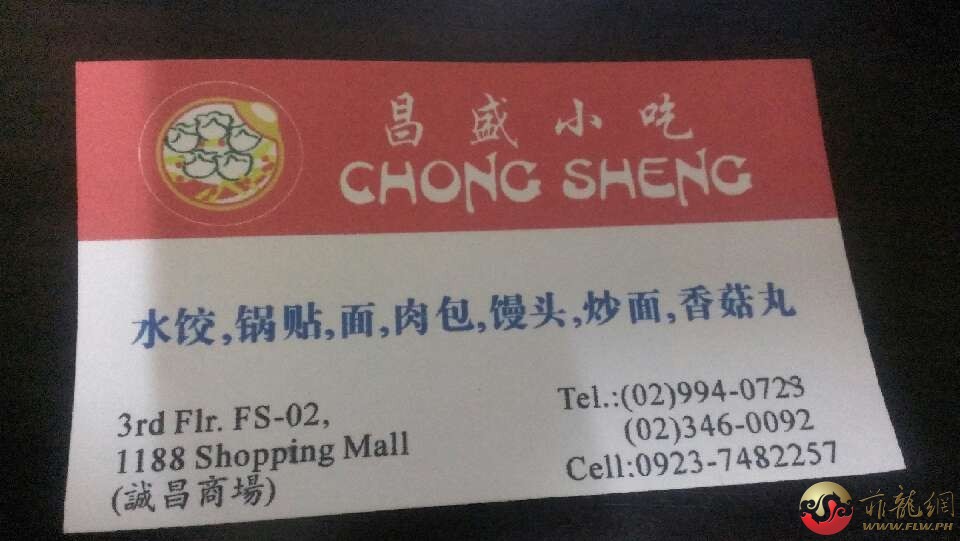 昌盛小吃
CHONG SHENG
水饺,锅贴,面,肉包,馒头,炒面,香菇丸
3rd Flr. FS-02,
1188 Shopping Mall
(誠昌商場)
Tel.:(02)994-0723
(02)346-0092
Cell:0923-7482257
菲龍網
WWW.FLW.PH